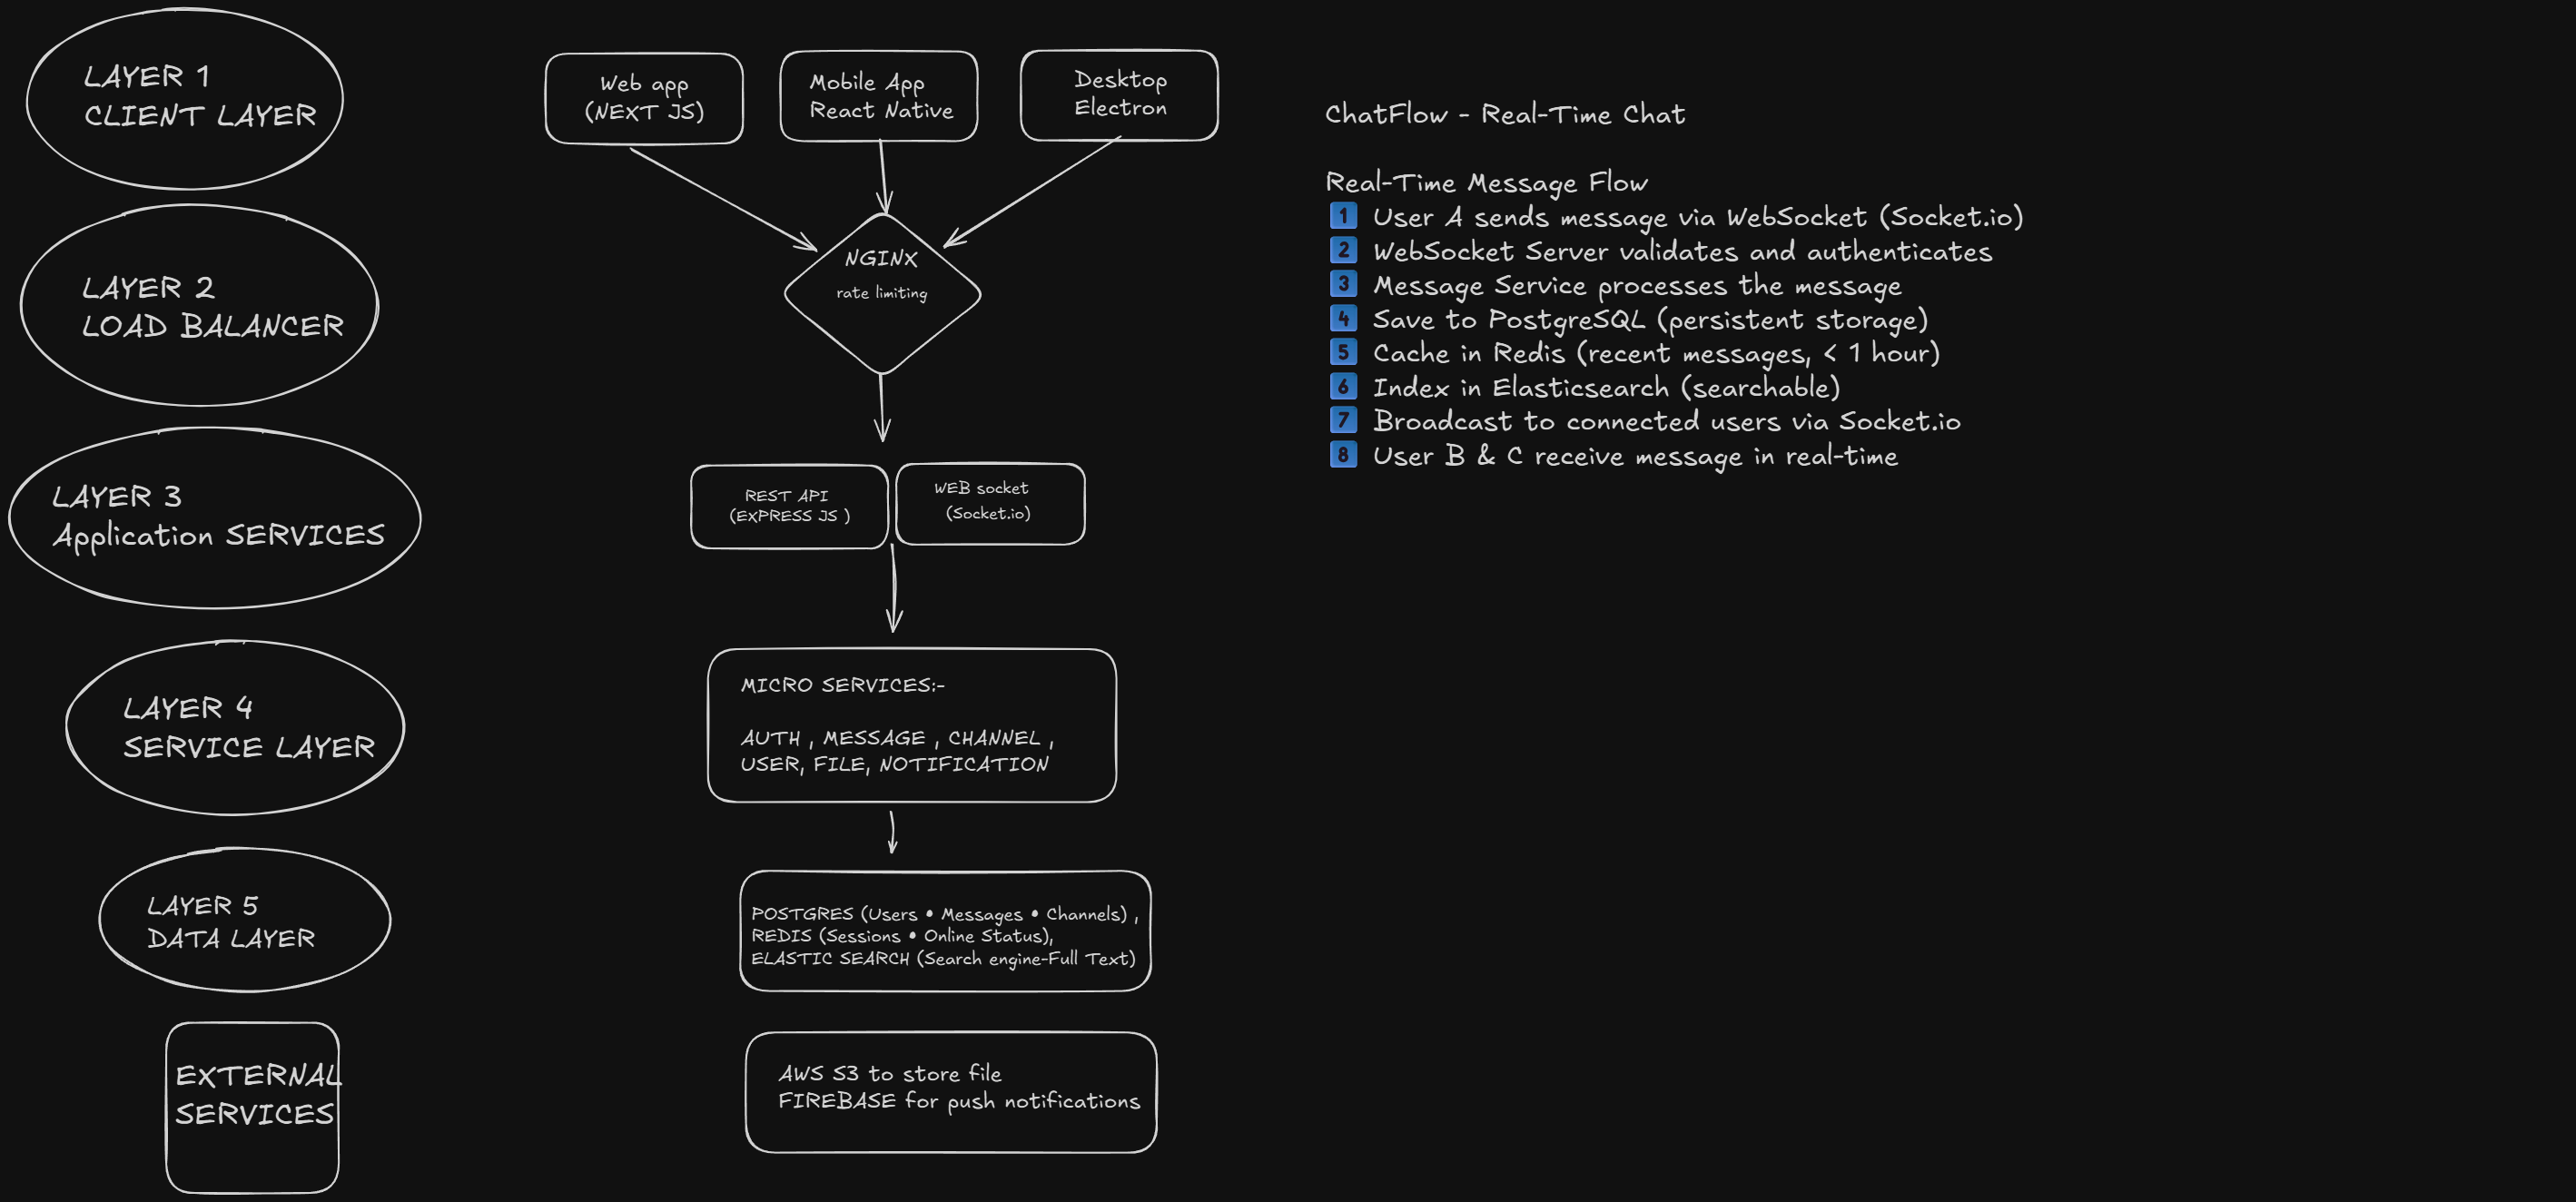 LAYER 1
CLIENT LAYER
Web app
(NEXT JS)
Mobile App
React Native
Desktop
Electron
LAYER 2
LOAD BALANCER
NGINX
rate limiting
LAYER 3
Application SERVICES
REST API
(EXPRESS JS )
WEB socket
(Socket.io)
LAYER 4
SERVICE LAYER
MICRO SERVICES:-
AUTH , MESSAGE , CHANNEL ,
USER, FILE, NOTIFICATION
LAYER 5
DATA LAYER
POSTGRES (Users • Messages • Channels) ,
REDIS (Sessions • Online Status),
ELASTIC SEARCH (Search engine-Full Text)
EXTERNAL
SERVICES
AWS S3 to store file
FIREBASE for push notifications
ChatFlow - Real-Time Chat
Real-Time Message Flow
1 User A sends message via WebSocket (Socket.io)
2 WebSocket Server validates and authenticates
3 Message Service processes the message
4 Save to PostgreSQL (persistent storage)
5 Cache in Redis (recent messages, < 1 hour)
6 Index in Elasticsearch (searchable)
7 Broadcast to connected users via Socket.io
8 User B & C receive message in real-time